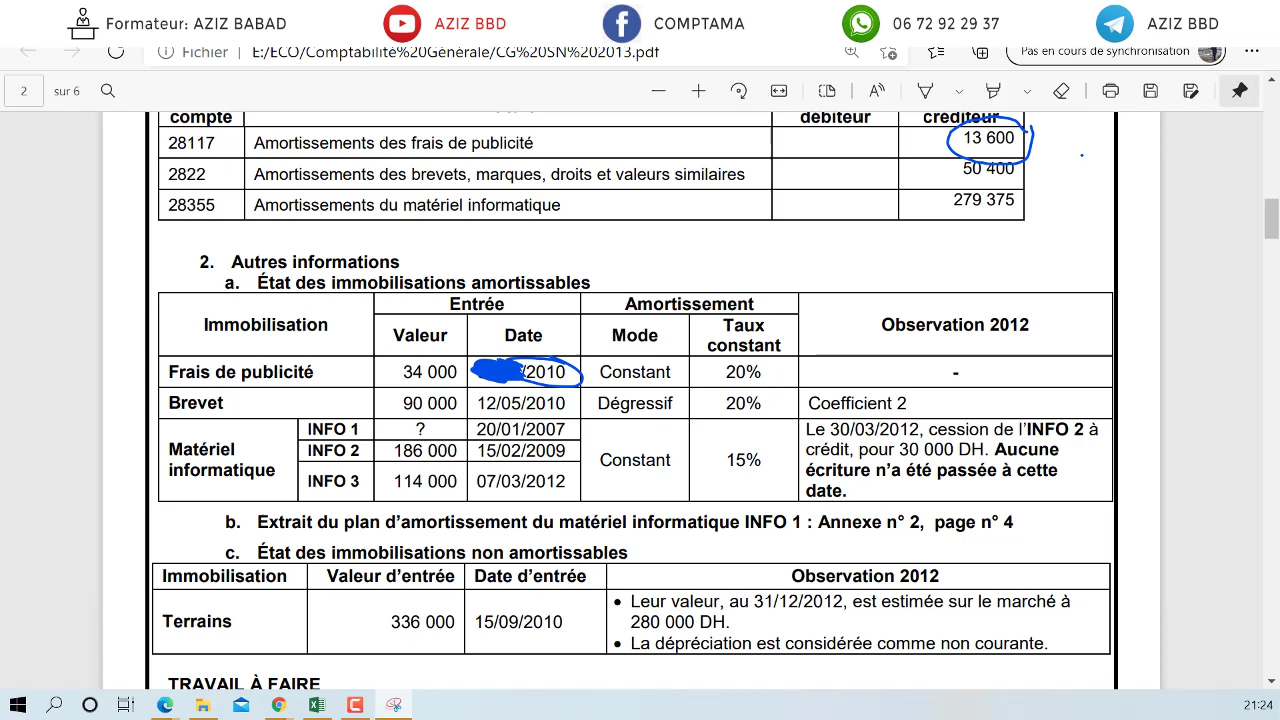 Formateur: AZIZ BABAD AZIZ BBD COMPTAMA 06 72 92 29 37 AZIZ BBD
Fichier E:/ECO/Comptabilité%20Générale/CG%20SN%202013.pdf Pas en cours de synchronisation
2 sur 6
compte débiteur créditeur
28117 Amortissements des frais de publicité 13 600
2822 Amortissements des brevets, marques, droits et valeurs similaires 50 400
28355 Amortissements du matériel informatique 279 375
2. Autres informations
a. État des immobilisations amortissables
Immobilisation Entrée Amortissement Observation 2012
Valeur Date Mode Taux constant
Frais de publicité 34 000 /2010 Constant 20% -
Brevet 90 000 12/05/2010 Dégressif 20% Coefficient 2
Matériel informatique INFO 1 ? 20/01/2007 Constant 15% Le 30/03/2012, cession de l’INFO 2 à
INFO 2 186 000 15/02/2009 crédit, pour 30 000 DH. Aucune
INFO 3 114 000 07/03/2012 écriture n’a été passée à cette
date.
b. Extrait du plan d’amortissement du matériel informatique INFO 1 : Annexe n° 2, page n° 4
c. État des immobilisations non amortissables
Immobilisation Valeur d’entrée Date d’entrée Observation 2012
Terrains 336 000 15/09/2010 • Leur valeur, au 31/12/2012, est estimée sur le marché à
280 000 DH.
• La dépréciation est considérée comme non courante.
TRAVAIL À FAIRE
21:24